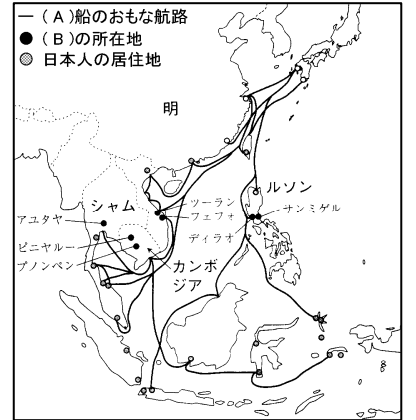 ー(A)船のおもな航路
●(B)の所在地
日本人の居住地
明
ルソン
ツーラン
シャム
フェフォ
サンミゲル
アユタヤ
ディラオ
ピニャルー
プノンペン
カンボ
ジア